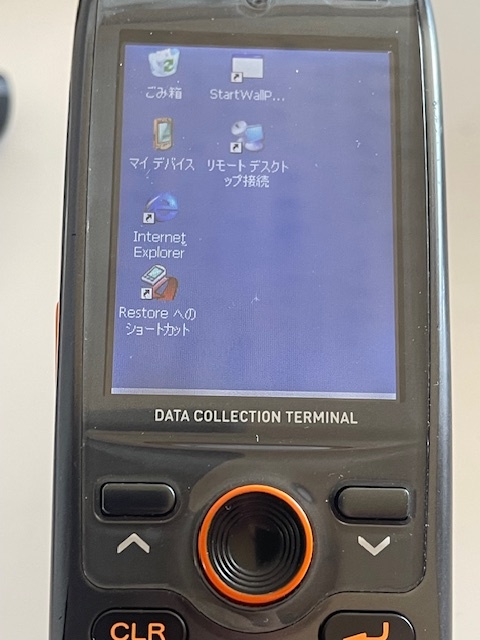 ごみ箱
StartWallP...
マイ デバイス
リモート デスクト
ップ接続
Internet
Explorer
Restore への
ショートカット
DATA COLLECTION TERMINAL
CLR